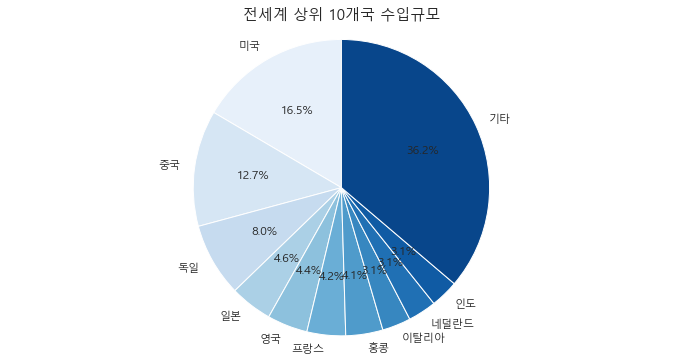 전세계 상위 10개국 수입규모
미국
16.5%
중국
12.7%
독일
8.0%
일본
4.6%
영국
4.4%
프랑스
4.2%
홍콩
4.1%
이탈리아
3.1%
네덜란드
3.1%
인도
3.1%
기타
36.2%